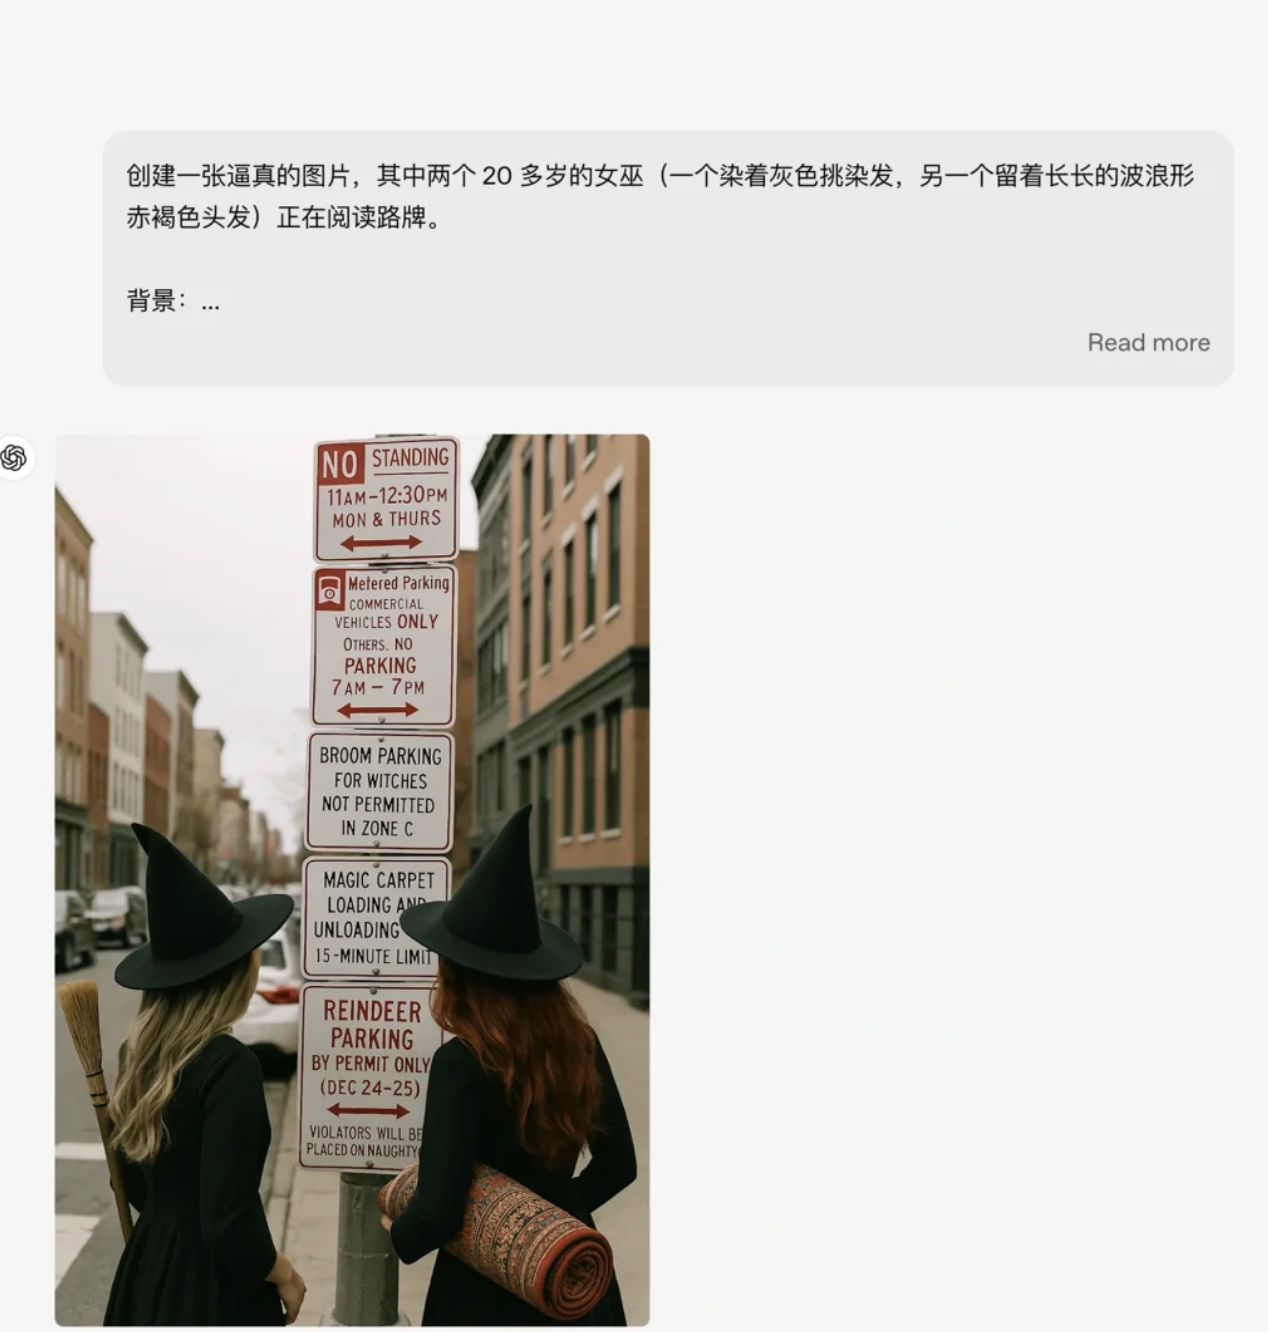 创建一张逼真的图片，其中两个 20 多岁的女巫（一个染着灰色挑染发，另一个留着长长的波浪形
赤褐色头发）正在阅读路牌。
背景：...
Read more
NO STANDING
11AM-12:30PM
MON & THURS
Metered Parking
COMMERCIAL
VEHICLES ONLY
OTHERS. NO
PARKING
7AM - 7PM
BROOM PARKING
FOR WITCHES
NOT PERMITTED
IN ZONE C
MAGIC CARPET
LOADING AND
UNLOADING
15-MINUTE LIMIT
REINDEER
PARKING
BY PERMIT ONLY
(DEC 24-25)
VIOLATORS WILL BE
PLACED ON NAUGHTY